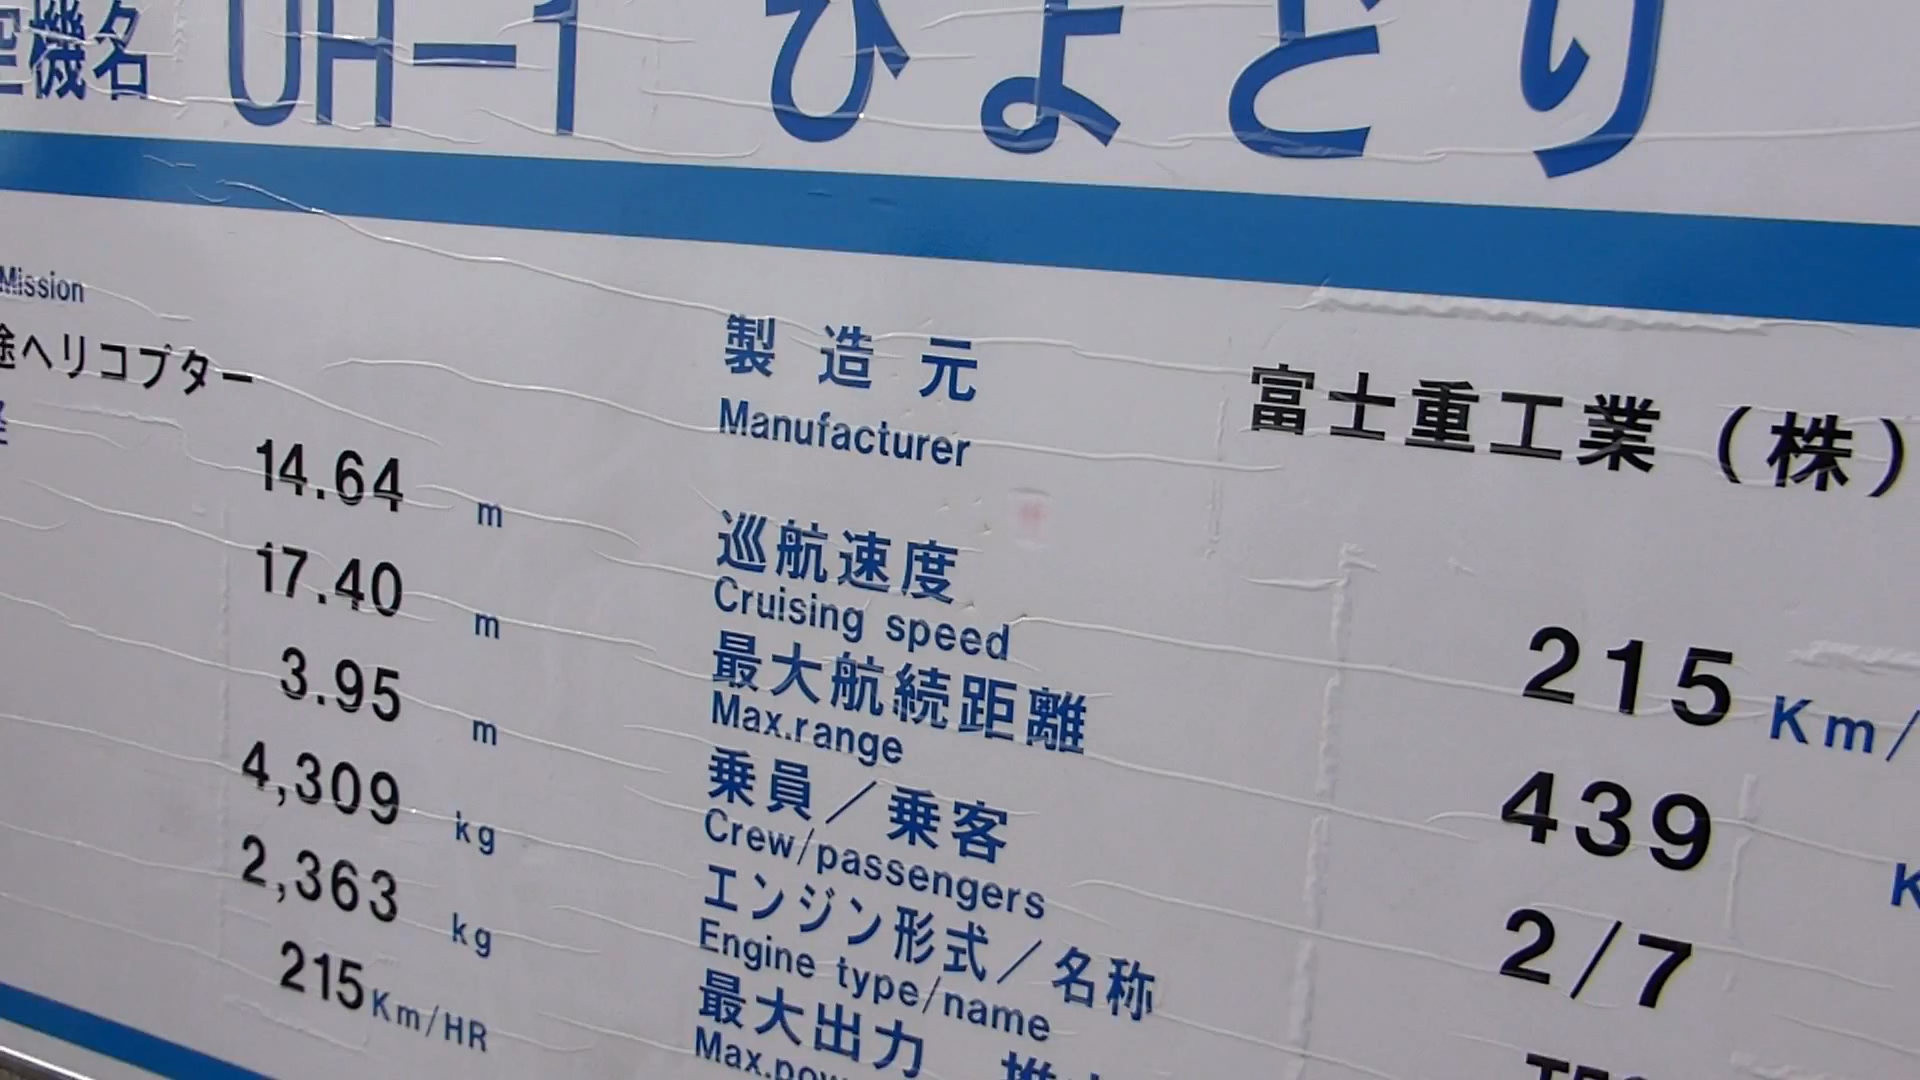 空機名 UH-1 ひよどり
Mission
途ヘリコプター
14.64 m
17.40 m
3.95 m
4,309 kg
2,363 kg
215 Km/HR
製造元 富士重工業(株)
Manufacturer
巡航速度 215 Km/
Cruising speed
最大航続距離 439 K
Max.range
乗員/乗客 2/7
Crew/passengers
エンジン形式/名称
Engine type/name
最大出力